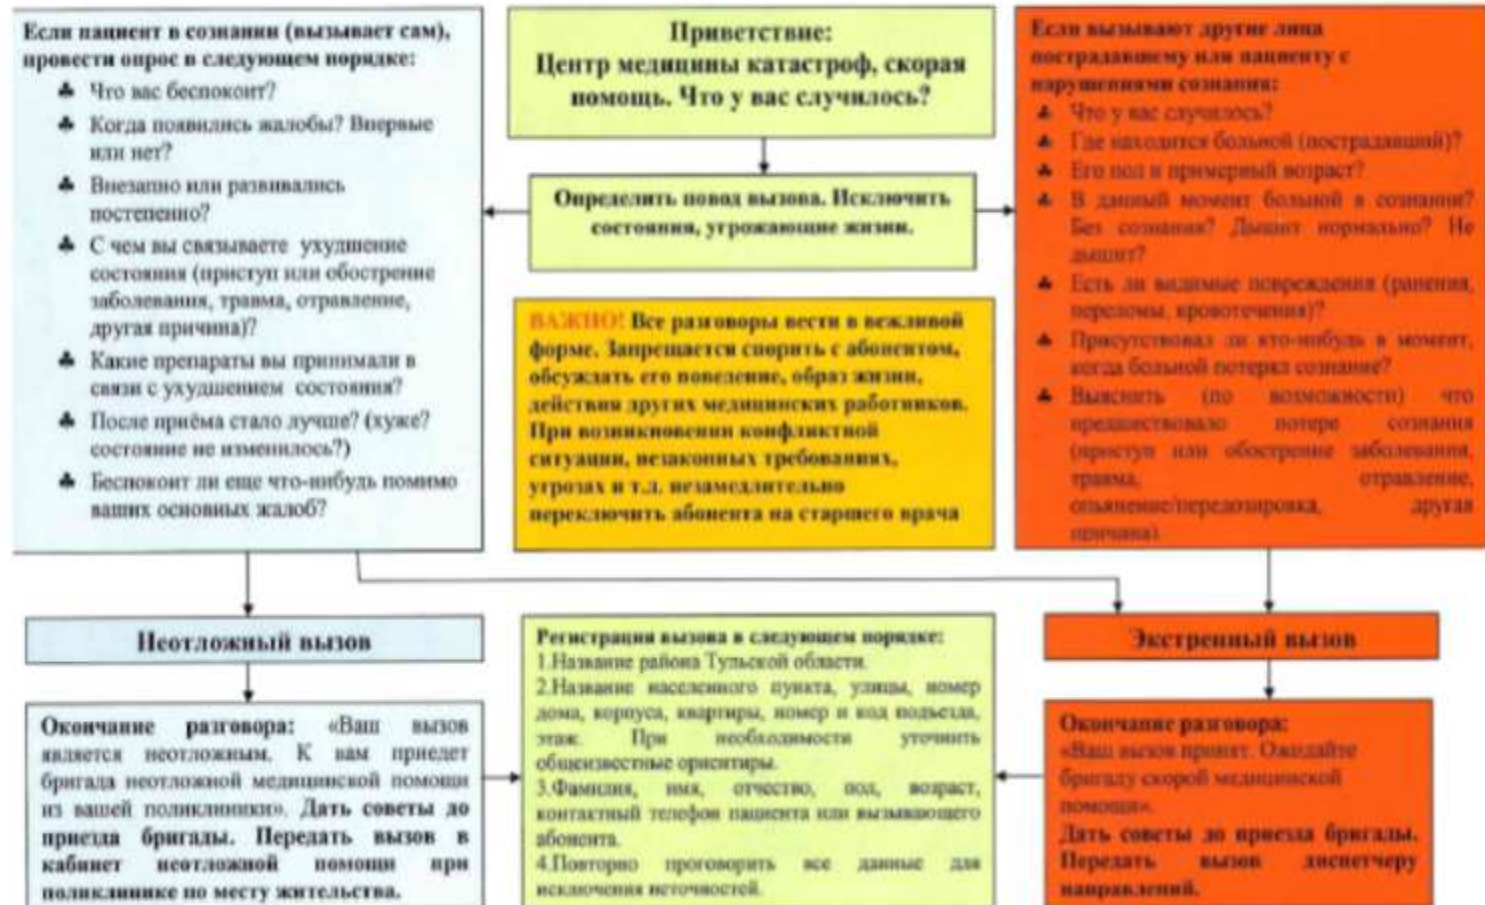 Если пациент в сознании (вызывает сам),
провести опрос в следующем порядке:
♣ Что вас беспокоит?
♣ Когда появились жалобы? Впервые
или нет?
♣ Внезапно или развивались
постепенно?
♣ С чем вы связываете ухудшение
состояния (приступ или обострение
заболевания, травма, отравление,
другая причина)?
♣ Какие препараты вы принимали в
связи с ухудшением состояния?
♣ После приёма стало лучше? (хуже?
состояние не изменилось?)
♣ Беспокоит ли еще что-нибудь помимо
ваших основных жалоб?
Приветствие:
Центр медицины катастроф, скорая
помощь. Что у вас случилось?
Определить повод вызова. Исключить
состояния, угрожающие жизни.
ВАЖНО! Все разговоры вести в вежливой
форме. Запрещается спорить с абонентом,
обсуждать его поведение, образ жизни,
действия других медицинских работников.
При возникновении конфликтной
ситуации, незаконных требованиях,
угрозах и т.д. незамедлительно
переключить абонента на старшего врача
Если вызывают другие лица
пострадавшему или пациенту с
нарушениями сознания:
♣ Что у вас случилось?
♣ Где находится больной (пострадавший)?
♣ Его пол и примерный возраст?
♣ В данный момент больной в сознании?
Без сознания? Дышит нормально? Не
дышит?
♣ Есть ли видимые повреждения (ранения,
переломы, кровотечения)?
♣ Присутствовал ли кто-нибудь в момент,
когда больной потерял сознание?
♣ Выяснить (по возможности) что
предшествовало потере сознания
(приступ или обострение заболевания,
травма, отравление,
опьянение/передозировка, другая
причина).
Неотложный вызов
Окончание разговора: «Ваш вызов
является неотложным. К вам приедет
бригада неотложной медицинской помощи
из вашей поликлиники». Дать советы до
приезда бригады. Передать вызов в
кабинет неотложной помощи при
поликлинике по месту жительства.
Регистрация вызова в следующем порядке:
1.Название района Тульской области.
2.Название населенного пункта, улицы, номер
дома, корпуса, квартиры, номер и код подъезда,
этаж. При необходимости уточнить
общеизвестные ориентиры.
3.Фамилия, имя, отчество, пол, возраст,
контактный телефон пациента или вызывающего
абонента.
4.Повторно проговорить все данные для
исключения неточностей.
Экстренный вызов
Окончание разговора:
«Ваш вызов принят. Ожидайте
бригаду скорой медицинской
помощи».
Дать советы до приезда бригады.
Передать вызов диспетчеру
направлений.